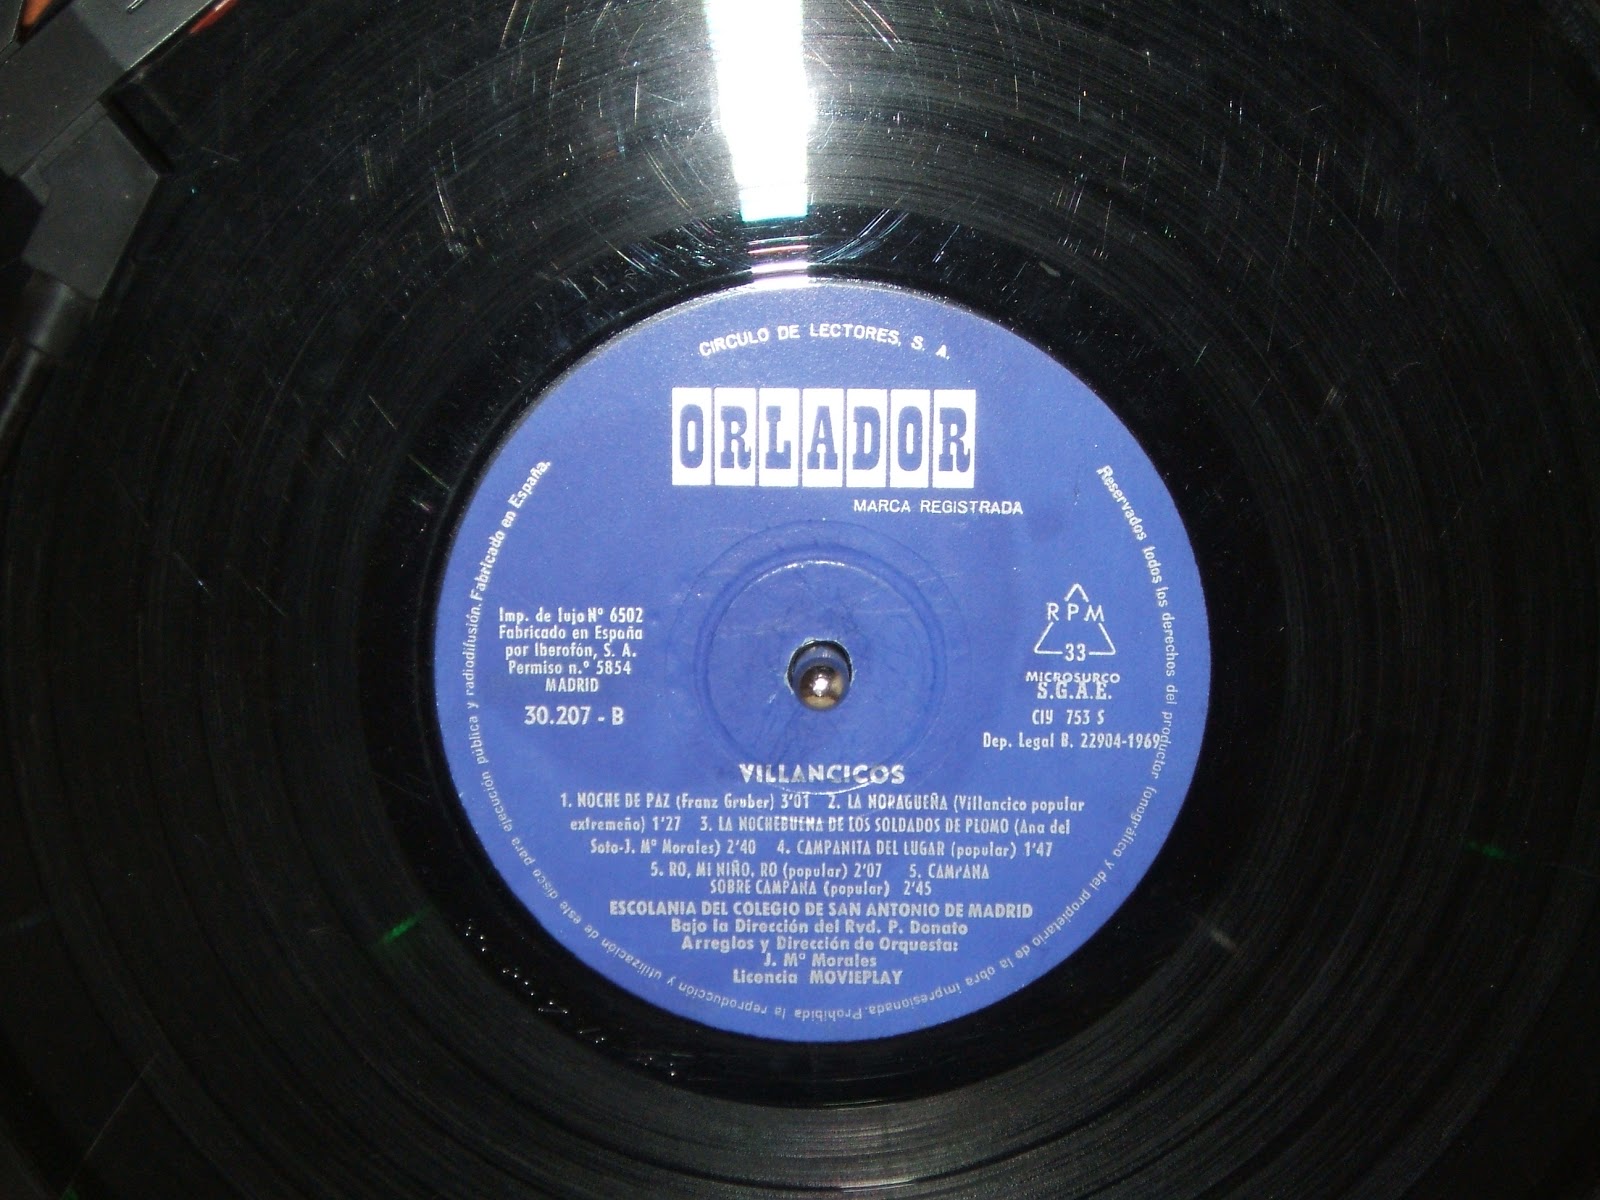 CIRCULO DE LECTORES, S. A.
ORLADOR
MARCA REGISTRADA
Imp. de lujo Nº 6502
Fabricado en España
por Iberofón, S. A.
Permiso n.º 5854
MADRID
30.207 - B
RPM
33
MICROSURCO
S.G.A.E.
CIY 753 S
Dep. Legal B. 22904-1969
VILLANCICOS
1. NOCHE DE PAZ (Franz Gruber) 3'01 2. LA MORAGUEÑA (Villancico popular
extremeño) 1'27 3. LA NOCHEBUENA DE LOS SOLDADOS DE PLOMO (Ana del
Soto-J. Mª Morales) 2'40 4. CAMPANITA DEL LUGAR (popular) 1'47
5. RO, MI NIÑO, RO (popular) 2'07 5. CAMPANA
SOBRE CAMPANA (popular) 2'45
ESCOLANIA DEL COLEGIO DE SAN ANTONIO DE MADRID
Bajo la Dirección del Rvd. P. Donato
Arreglos y Dirección de Orquesta:
J. Mª Morales
Licencia MOVIEPLAY
Reservados todos los derechos del productor fonográfico y del propietario de la obra impresionada. Prohibida la reproducción y utilización de este disco para ejecución pública y radiodifusión. Fabricado en España.